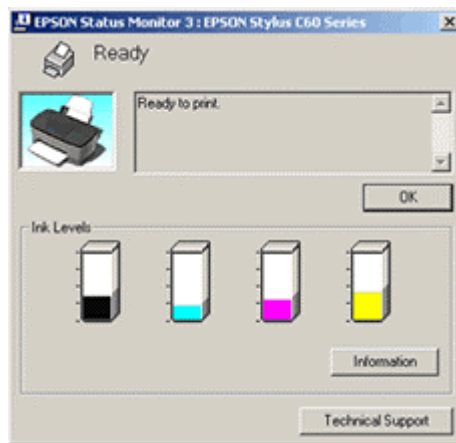 EPSON Status Monitor 3 : EPSON Stylus C60 Series
Ready
Ready to print.
OK
Ink Levels
Information
Technical Support